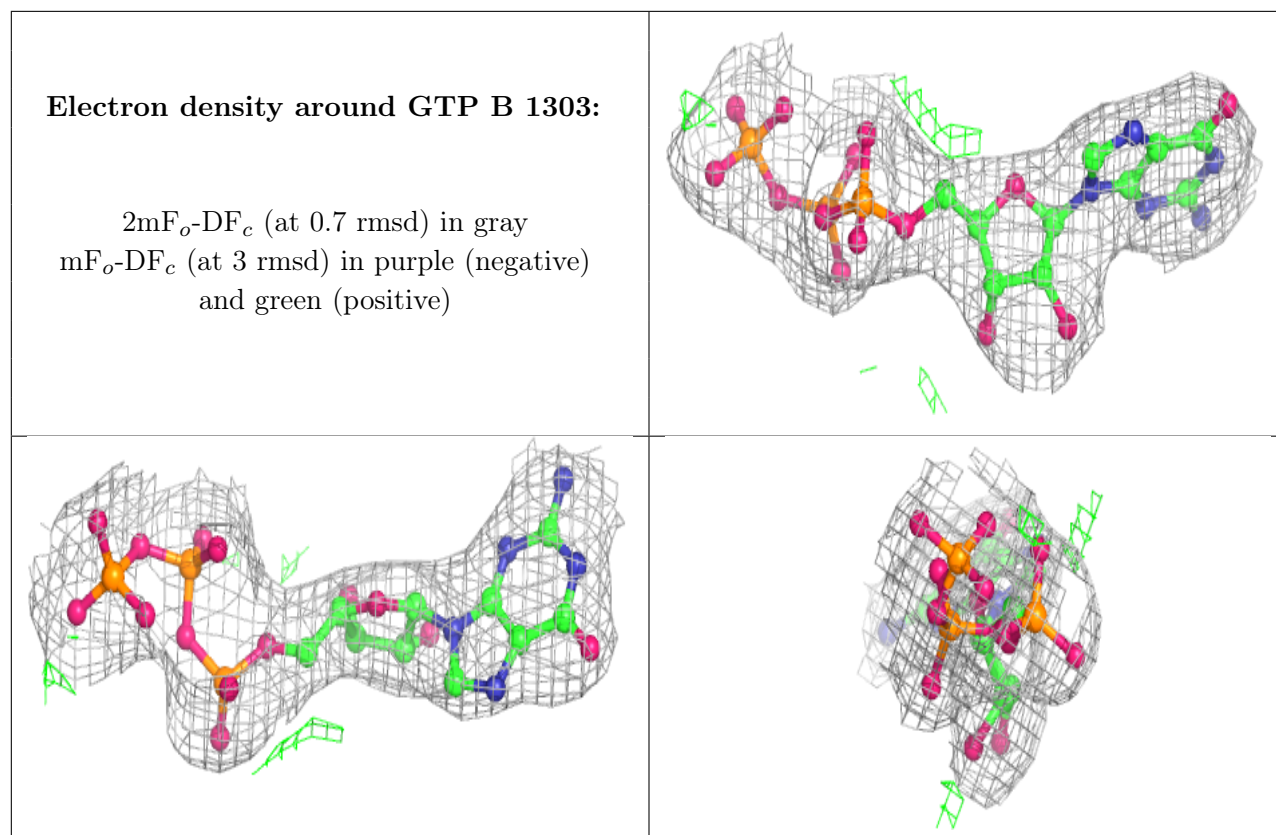 Electron density around GTP B 1303:
2mFo-DFc (at 0.7 rmsd) in gray
mFo-DFc (at 3 rmsd) in purple (negative)
and green (positive)